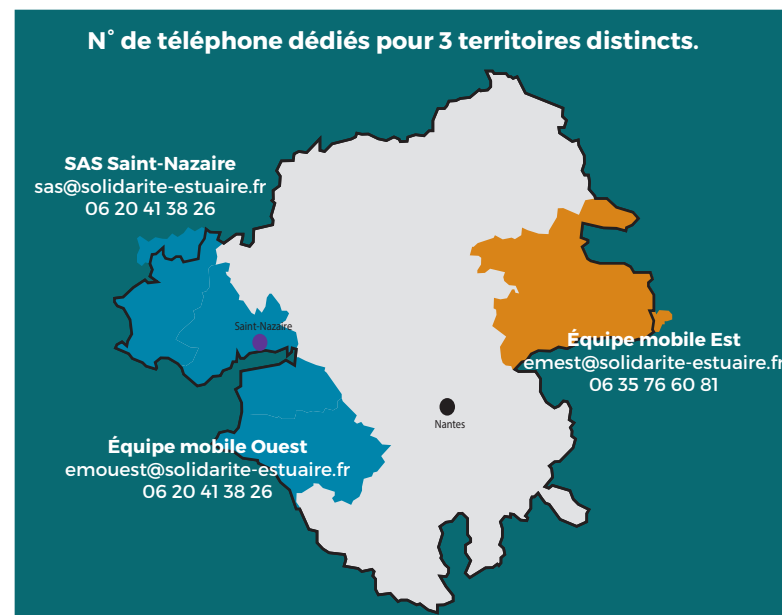 N° de téléphone dédiés pour 3 territoires distincts.
SAS Saint-Nazaire
sas@solidarite-estuaire.fr
06 20 41 38 26
Saint-Nazaire
Équipe mobile Est
emest@solidarite-estuaire.fr
06 35 76 60 81
Nantes
Équipe mobile Ouest
emouest@solidarite-estuaire.fr
06 20 41 38 26